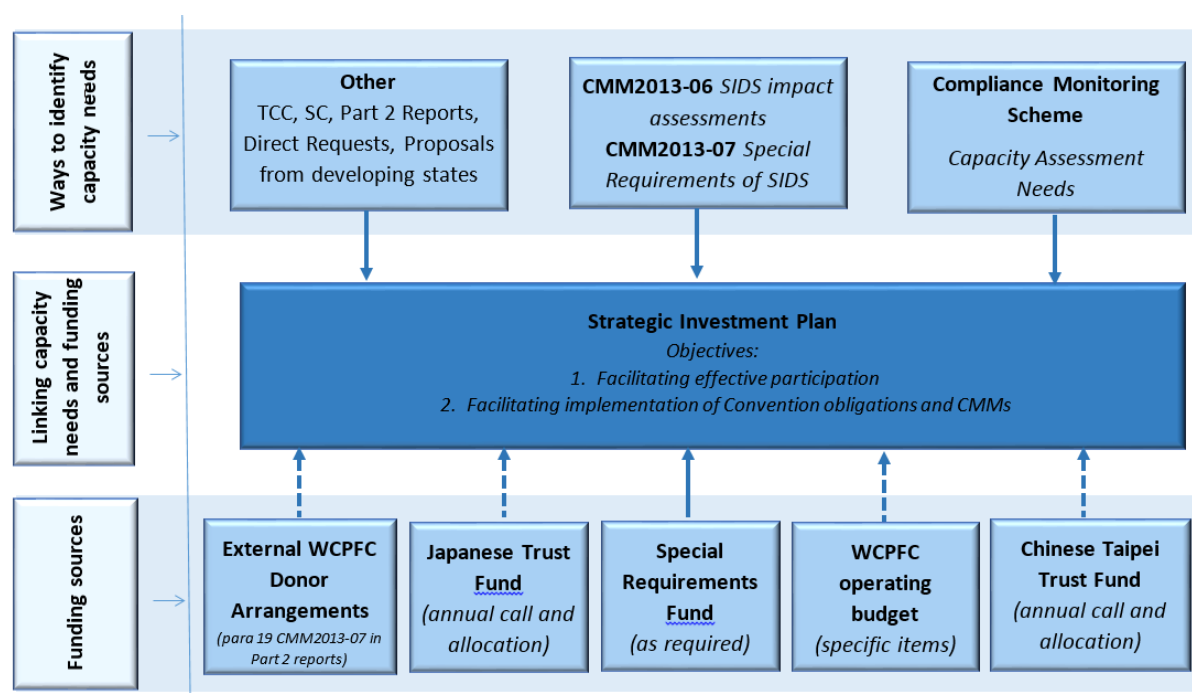 Ways to identify
capacity needs
Other
TCC, SC, Part 2 Reports,
Direct Requests, Proposals
from developing states
CMM2013-06 SIDS impact
assessments
CMM2013-07 Special
Requirements of SIDS
Compliance Monitoring
Scheme
Capacity Assessment
Needs
Linking capacity
needs and funding
sources
Strategic Investment Plan
Objectives:
1. Facilitating effective participation
2. Facilitating implementation of Convention obligations and CMMs
Funding sources
External WCPFC
Donor
Arrangements
(para 19 CMM2013-07 in
Part 2 reports)
Japanese Trust
Fund
(annual call and
allocation)
Special
Requirements
Fund
(as required)
WCPFC
operating
budget
(specific items)
Chinese Taipei
Trust Fund
(annual call and
allocation)